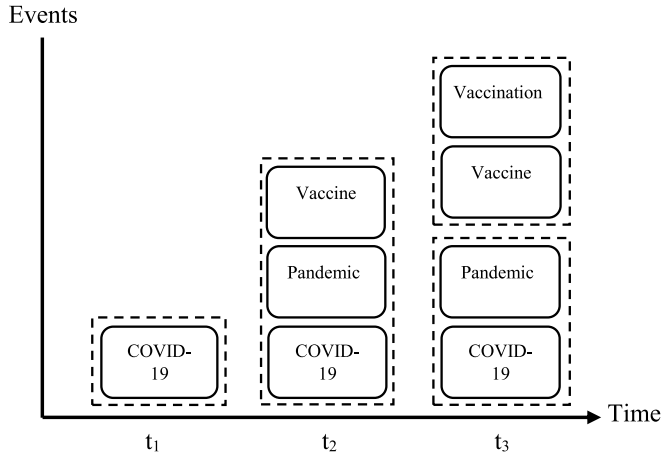 Events
Vaccination
Vaccine
Vaccine
Pandemic
Pandemic
COVID-
19
COVID-
19
COVID-
19
Time
t₁
t₂
t₃